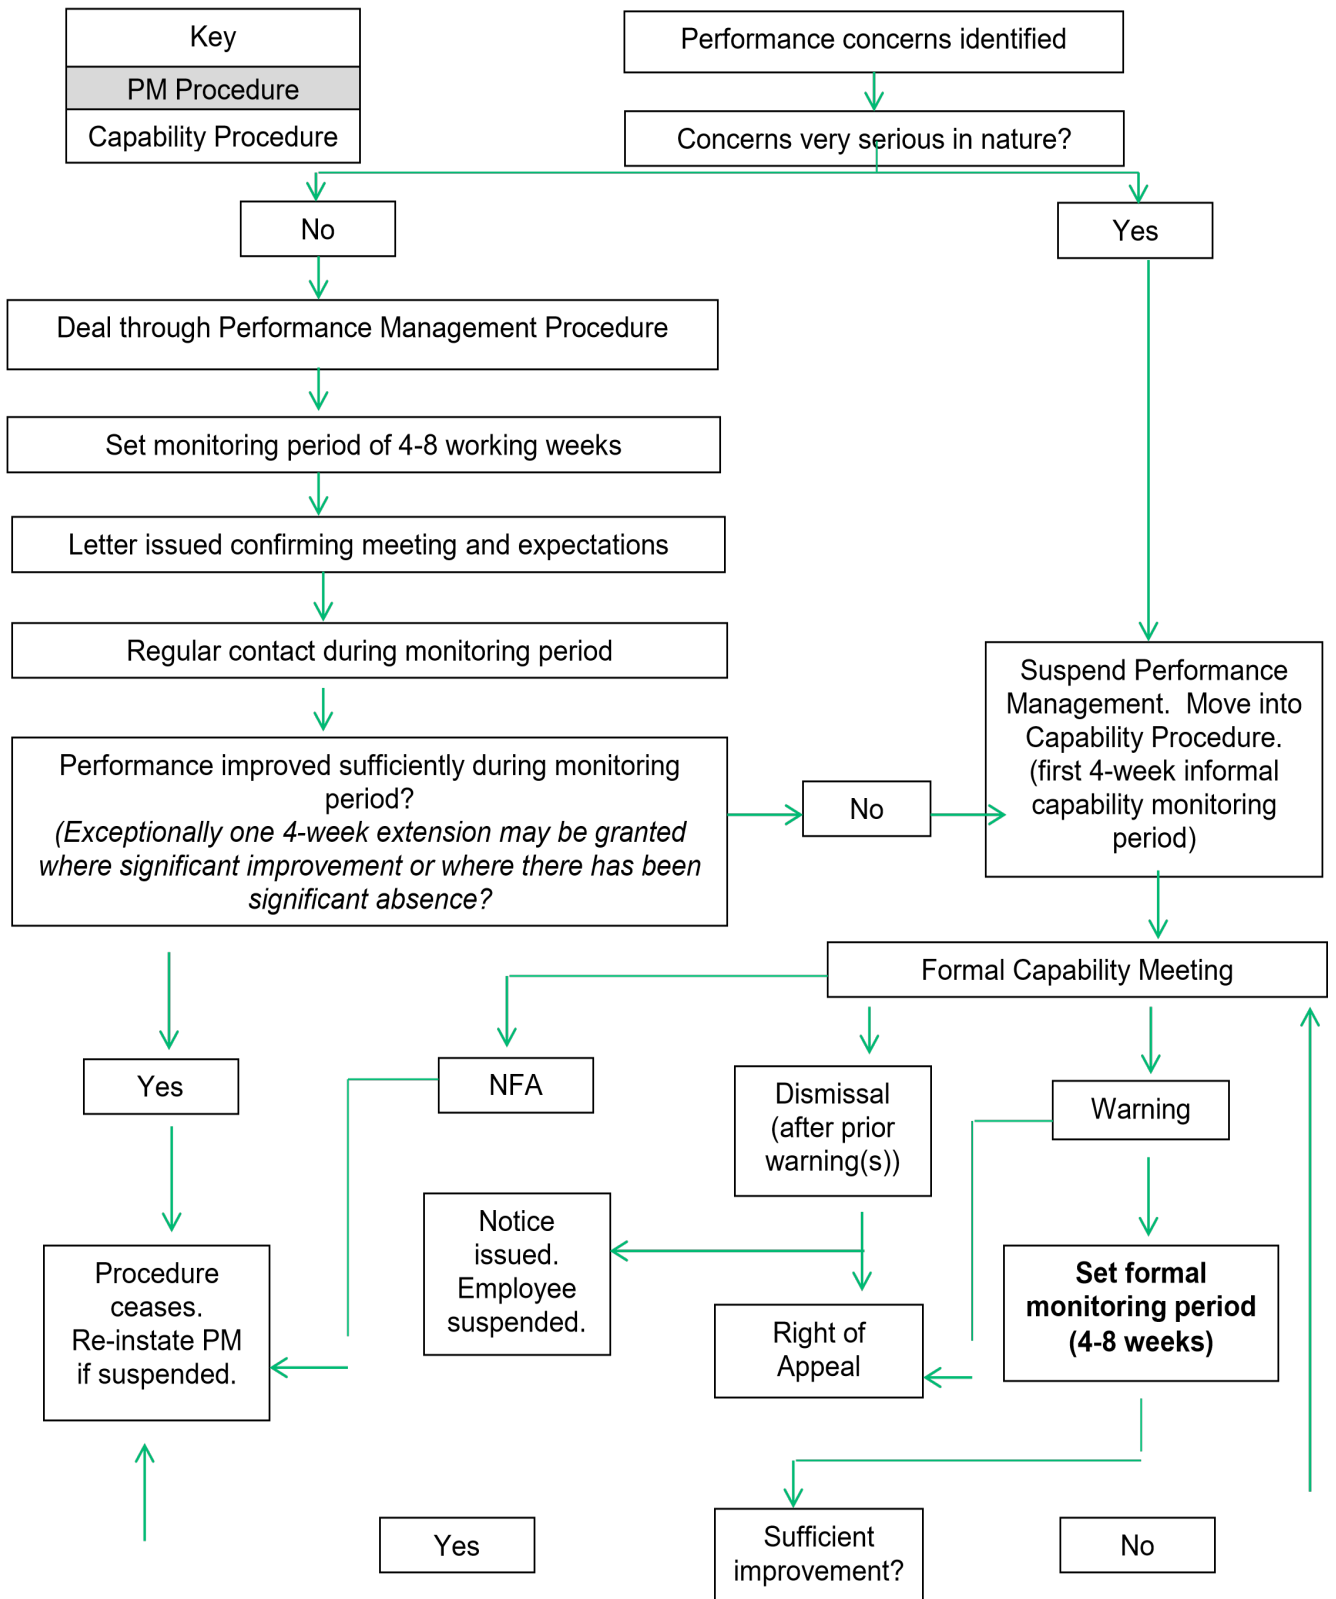 Key
PM Procedure
Capability Procedure
Performance concerns identified
Concerns very serious in nature?
No
Yes
Deal through Performance Management Procedure
Set monitoring period of 4-8 working weeks
Letter issued confirming meeting and expectations
Regular contact during monitoring period
Suspend Performance
Management.  Move into
Capability Procedure.
(first 4-week informal
capability monitoring
period)
Performance improved sufficiently during monitoring
period?
(Exceptionally one 4-week extension may be granted
where significant improvement or where there has been
significant absence?
No
Formal Capability Meeting
Yes
NFA
Dismissal
(after prior
warning(s))
Warning
Notice
issued.
Employee
suspended.
Procedure
ceases.
Re-instate PM
if suspended.
Right of
Appeal
Set formal
monitoring period
(4-8 weeks)
Yes
Sufficient
improvement?
No